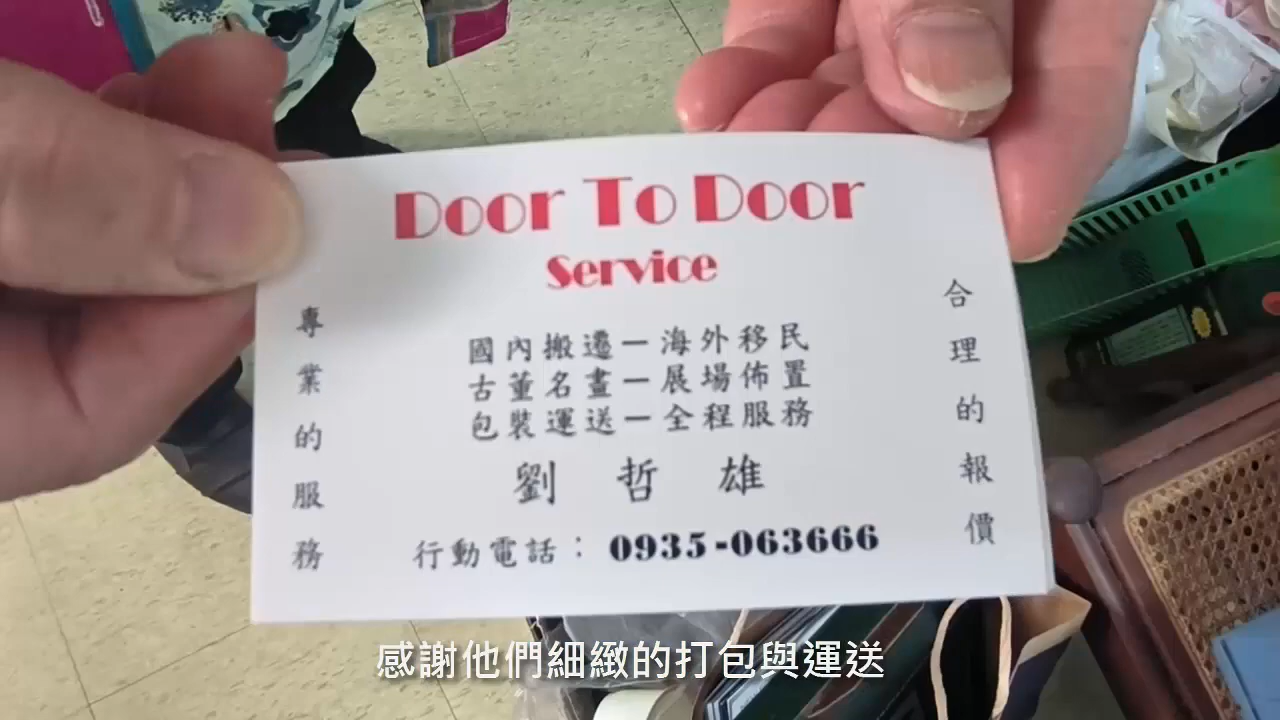 Door To Door
Service
專業的服務
國內搬遷一海外移民
古董名畫一展場佈置
包裝運送一全程服務
劉哲雄
行動電話：0935-063666
合理的報價
感謝他們細緻的打包與運送